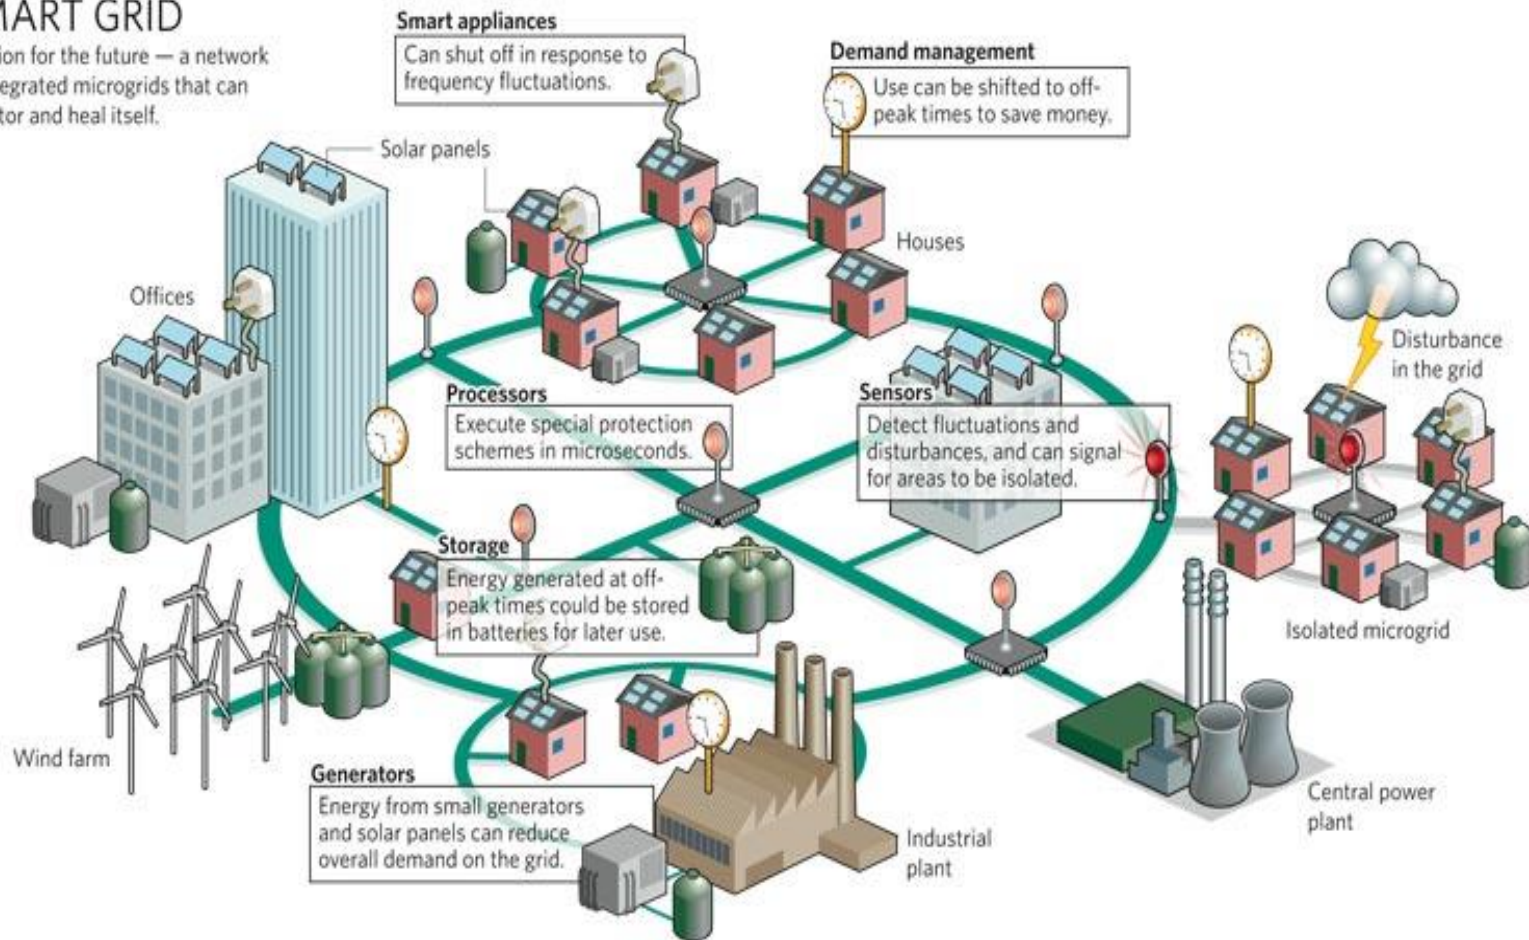 MART GRID
ion for the future — a network
egrated microgrids that can
tor and heal itself.
Smart appliances
Can shut off in response to
frequency fluctuations.
Demand management
Use can be shifted to off-
peak times to save money.
Solar panels
Houses
Offices
Disturbance
in the grid
Processors
Execute special protection
schemes in microseconds.
Sensors
Detect fluctuations and
disturbances, and can signal
for areas to be isolated.
Storage
Energy generated at off-
peak times could be stored
in batteries for later use.
Isolated microgrid
Wind farm
Generators
Energy from small generators
and solar panels can reduce
overall demand on the grid.
Industrial
plant
Central power
plant